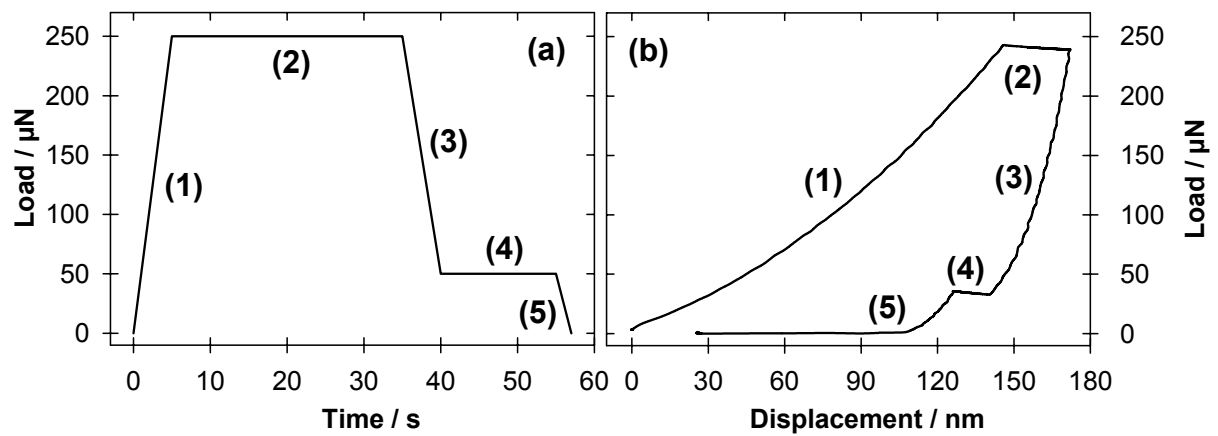 250
200
150
100
50
0
Load / µN
(1)
(2)
(3)
(4)
(5)
(a)
0 10 20 30 40 50 60
Time / s
(b)
(1)
(2)
(3)
(4)
(5)
0 30 60 90 120 150 180
Displacement / nm
250
200
150
100
50
0
Load / µN